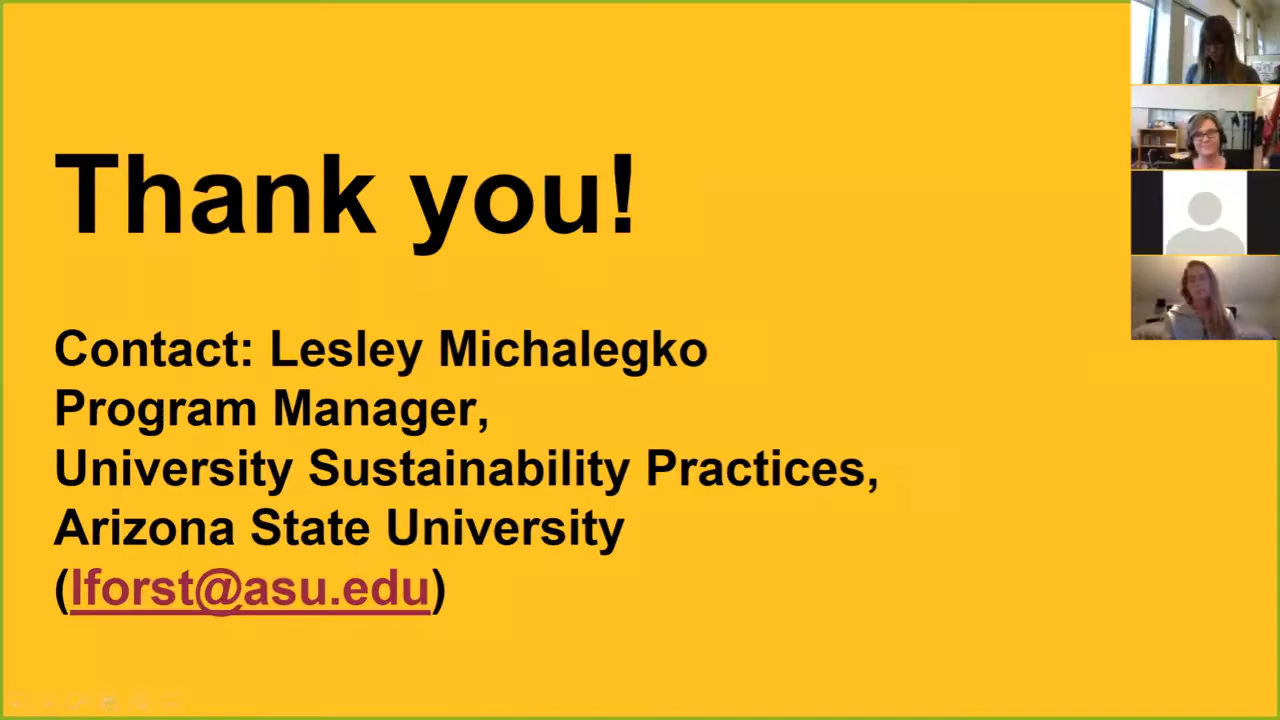 Thank you!
Contact: Lesley Michalegko
Program Manager,
University Sustainability Practices,
Arizona State University
(lforst@asu.edu)